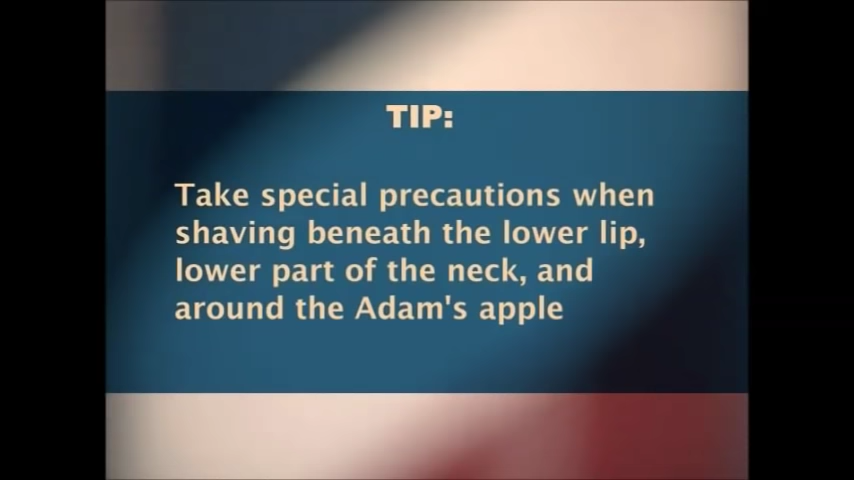 TIP:
Take special precautions when
shaving beneath the lower lip,
lower part of the neck, and
around the Adam's apple